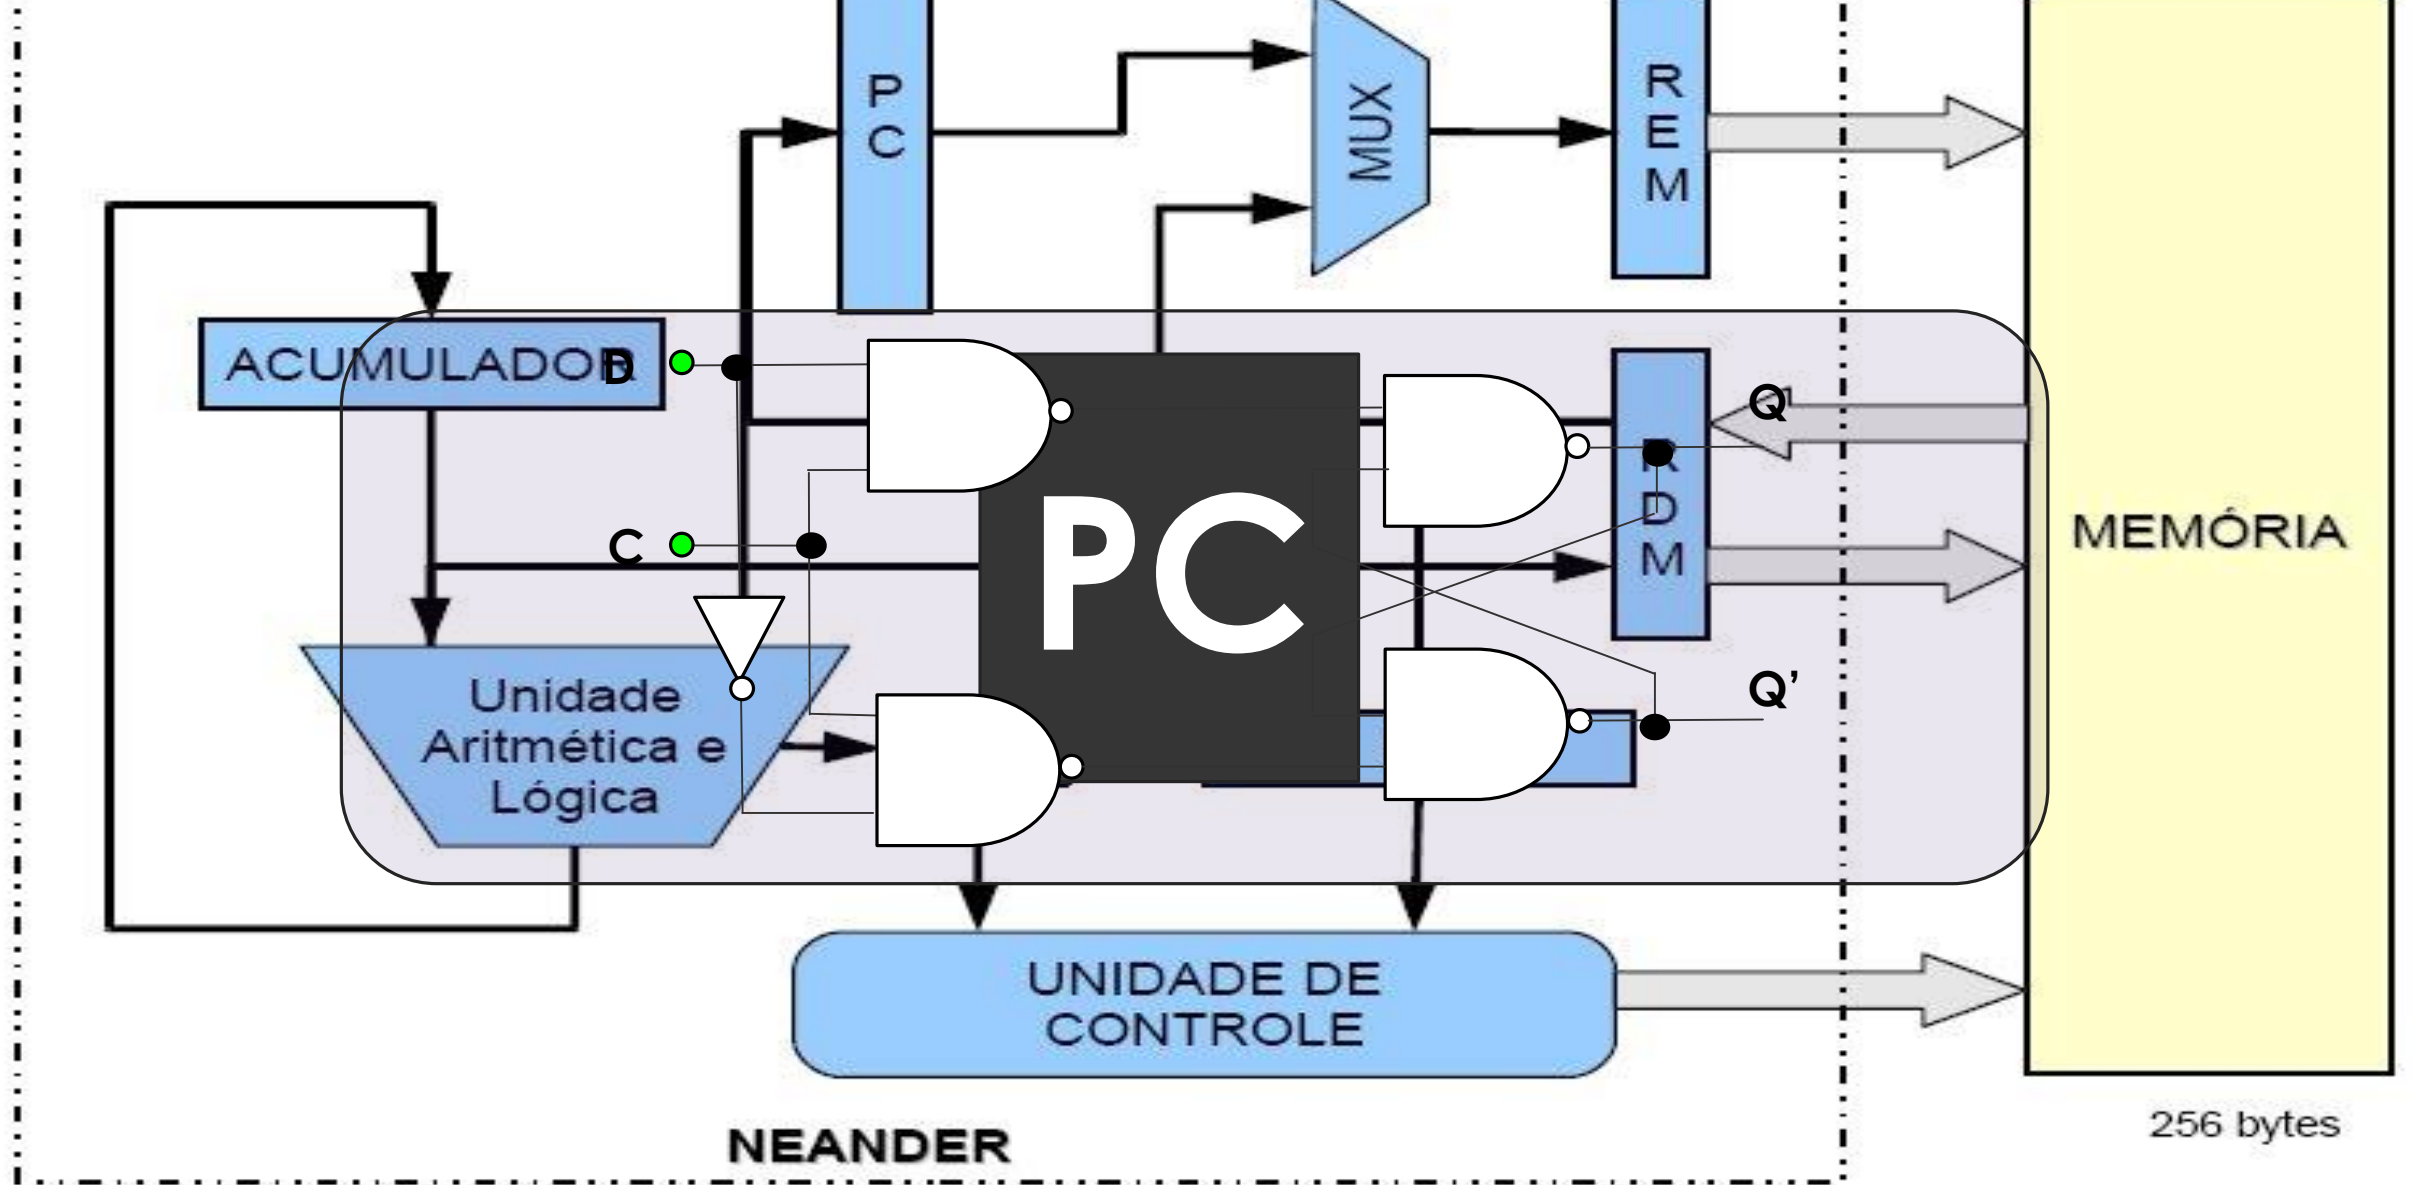 P
C
MUX
R
E
M
ACUMULADOR
D
Q
R
D
M
C
PC
MEMÓRIA
Unidade
Aritmética e
Lógica
Q’
UNIDADE DE
CONTROLE
NEANDER
256 bytes